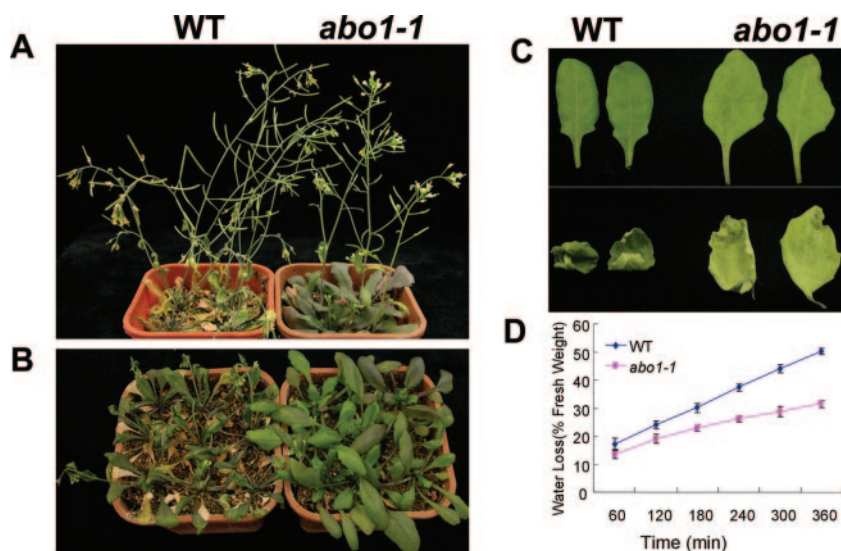 WT abo1-1
A
B
C
WT abo1-1
D
Water Loss(% Fresh Weight)
60
50
40
30
20
10
0
WT
abo1-1
60 120 180 240 300 360
Time (min)